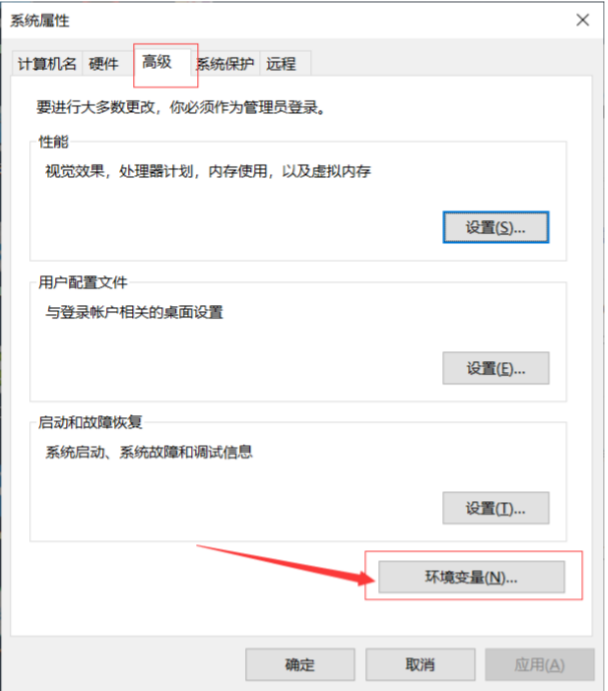 系统属性
计算机名 硬件 高级 系统保护 远程
要进行大多数更改，你必须作为管理员登录。
性能
视觉效果，处理器计划，内存使用，以及虚拟内存
设置(S)...
用户配置文件
与登录帐户相关的桌面设置
设置(E)...
启动和故障恢复
系统启动、系统故障和调试信息
设置(T)...
环境变量(N)...
确定 取消 应用(A)